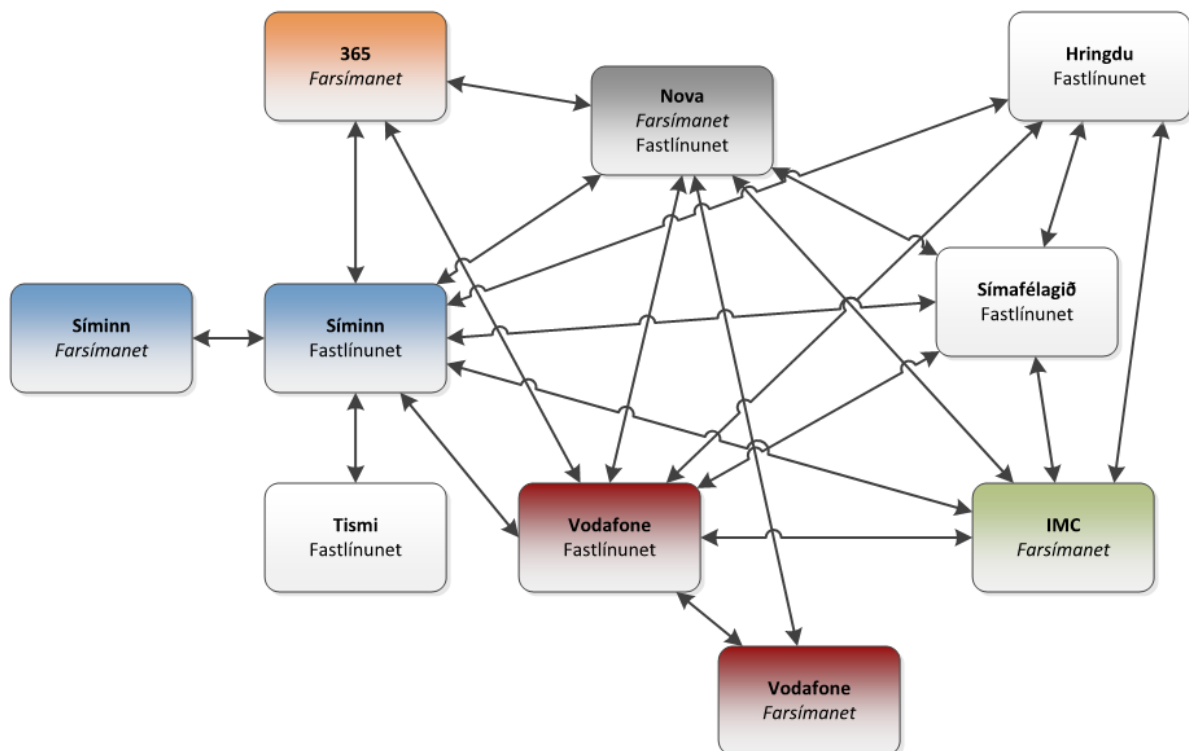 365
Farsímanet
Nova
Farsímanet
Fastlínunet
Hringdu
Fastlínunet
Síminn
Farsímanet
Síminn
Fastlínunet
Símafélagið
Fastlínunet
Tismi
Fastlínunet
Vodafone
Fastlínunet
IMC
Farsímanet
Vodafone
Farsímanet